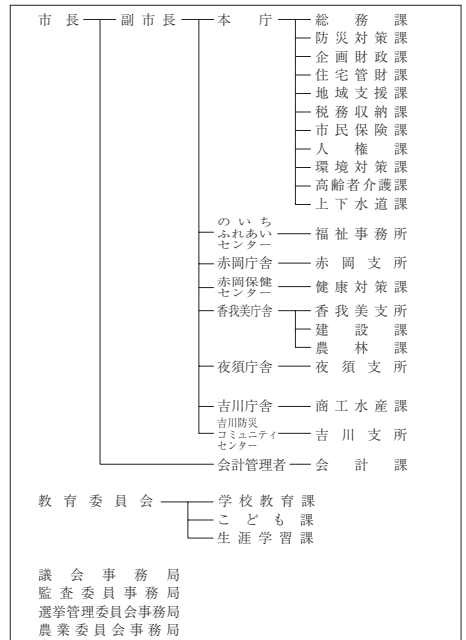 市長 副市長 本庁 総務課
防災対策課
企画財政課
住宅管財課
地域支援課
税務収納課
市民保険課
人権課
環境対策課
高齢者介護課
上下水道課
のいち
ふれあい
センター 福祉事務所
赤岡庁舎 赤岡支所
赤岡保健
センター 健康対策課
香我美庁舎 香我美支所
建設課
農林課
夜須庁舎 夜須支所
吉川庁舎 商工水産課
吉川防災
コミュニティ
センター 吉川支所
会計管理者 会計課
教育委員会 学校教育課
こども課
生涯学習課
議会事務局
監査委員事務局
選挙管理委員会事務局
農業委員会事務局